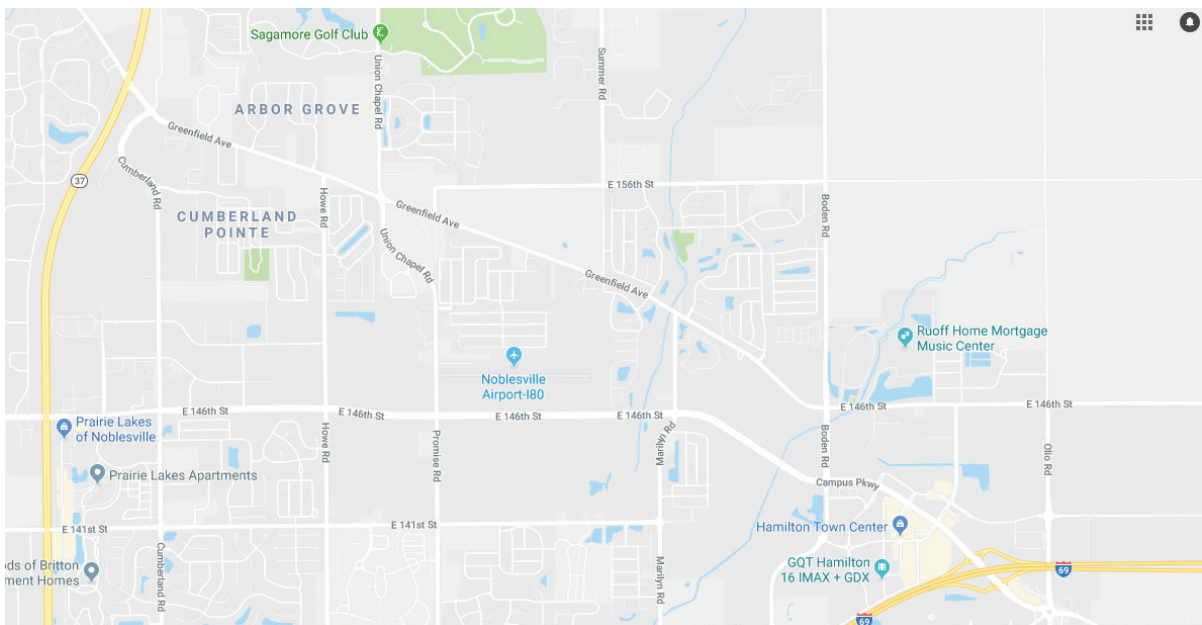 Sagamore Golf Club
Union Chapel Rd
Summer Rd
ARBOR GROVE
Greenfield Ave
Cumberland Rd
37
E 156th St
Howe Rd
Boden Rd
CUMBERLAND
POINTE
Greenfield Ave
Union Chapel Rd
Greenfield Ave
Ruoff Home Mortgage
Music Center
Noblesville
Airport-I80
E 146th St
E 146th St
E 146th St
E 146th St
E 146th St
E 146th St
Prairie Lakes
of Noblesville
Howe Rd
Promise Rd
Marilyn Rd
Boden Rd
Olio Rd
Prairie Lakes Apartments
Campus Pkwy
E 141st St
E 141st St
Hamilton Town Center
ods of Britton
ment Homes
Cumberland Rd
Marilyn Rd
GQT Hamilton
16 IMAX + GDX
69
69